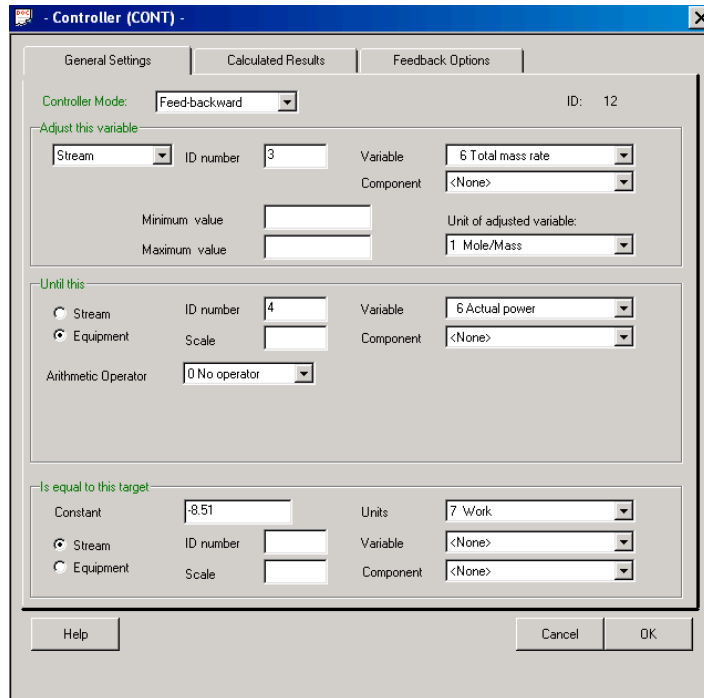 - Controller (CONT) -
General Settings Calculated Results Feedback Options
Controller Mode: Feed-backward ID: 12
Adjust this variable
Stream ID number 3 Variable 6 Total mass rate
Component <None>
Minimum value Unit of adjusted variable:
Maximum value 1 Mole/Mass
Until this
Stream ID number 4 Variable 6 Actual power
Equipment Scale Component <None>
Arithmetic Operator 0 No operator
Is equal to this target
Constant -8.51 Units 7 Work
Stream ID number Variable <None>
Equipment Scale Component <None>
Help Cancel OK